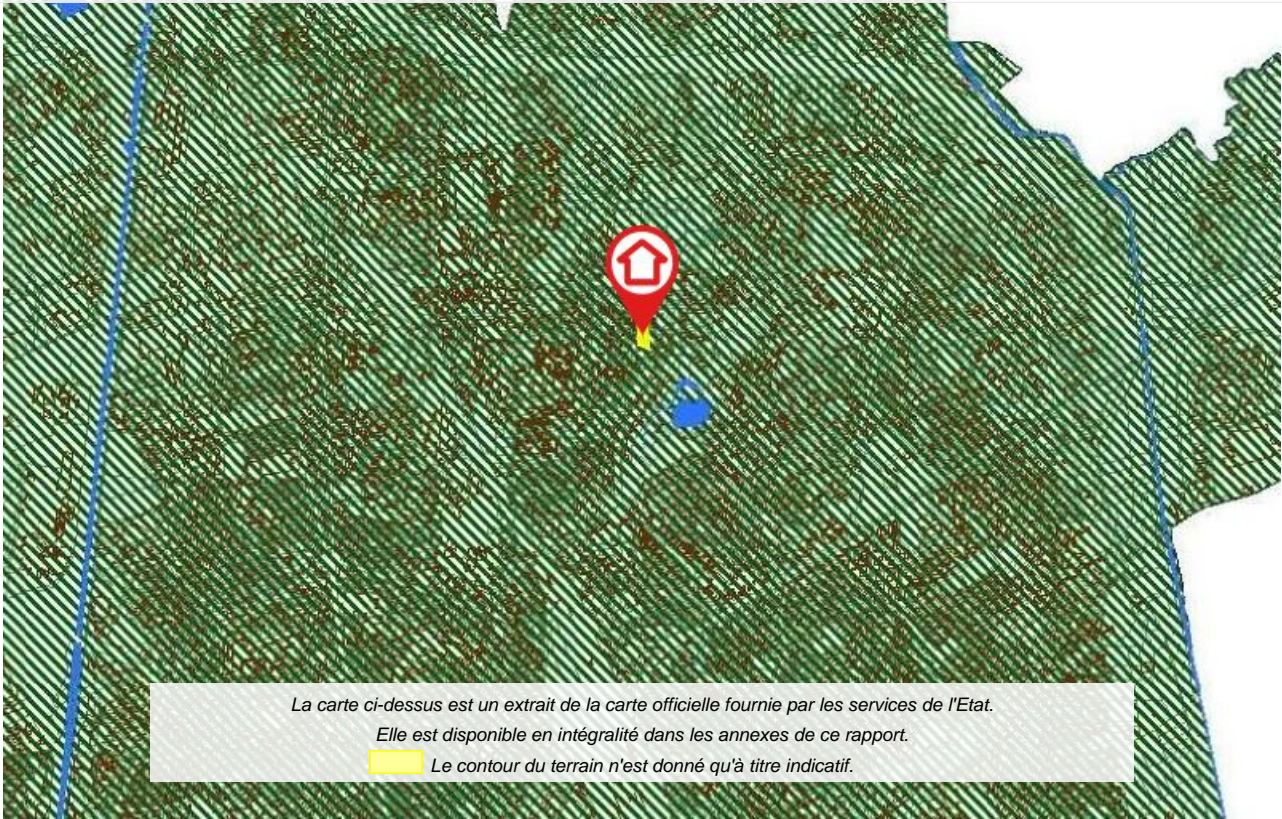 La carte ci-dessus est un extrait de la carte officielle fournie par les services de l'Etat.
Elle est disponible en intégralité dans les annexes de ce rapport.
Le contour du terrain n'est donné qu'à titre indicatif.